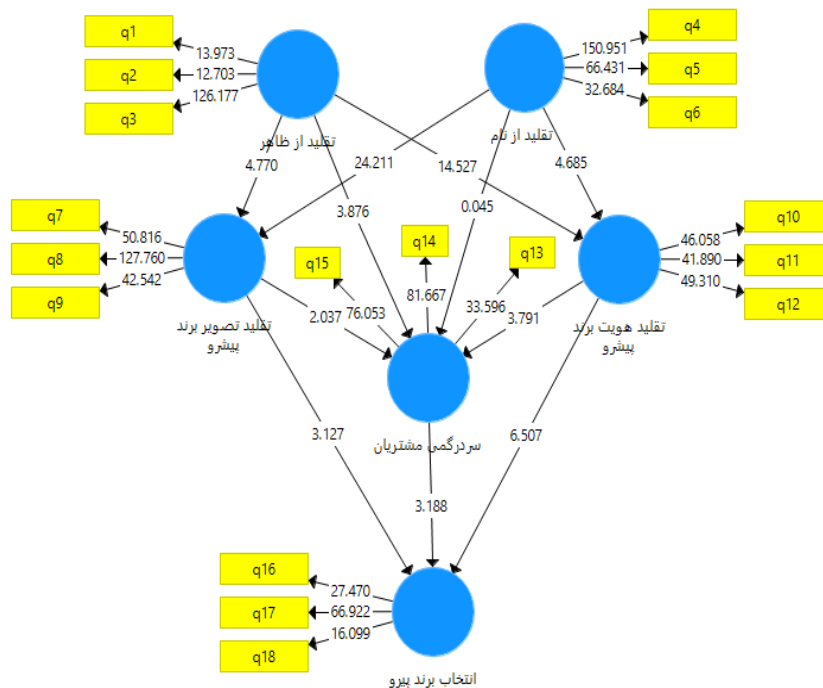 q1
q2
q3
13.973
12.703
126.177
q4
q5
q6
150.951
66.431
32.684
تقلید از ظاهر
تقلید از نام
4.770
3.876
24.211
14.527
0.045
4.685
q7
q8
q9
50.816
127.760
42.542
q15
q14
q13
76.053
81.667
33.596
q10
q11
q12
46.058
41.890
49.310
تقلید تصویر برند
پیشرو
تقلید هویت برند
پیشرو
2.037
3.791
سردرگمی مشتریان
3.127
3.188
6.507
q16
q17
q18
27.470
66.922
16.099
انتخاب برند پیرو